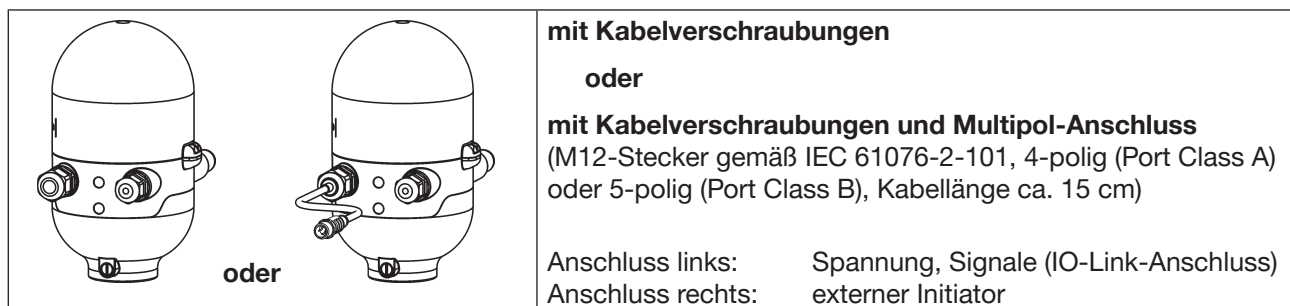 mit Kabelverschraubungen
oder
mit Kabelverschraubungen und Multipol-Anschluss
(M12-Stecker gemäß IEC 61076-2-101, 4-polig (Port Class A)
oder 5-polig (Port Class B), Kabellänge ca. 15 cm)
oder
Anschluss links: Spannung, Signale (IO-Link-Anschluss)
Anschluss rechts: externer Initiator